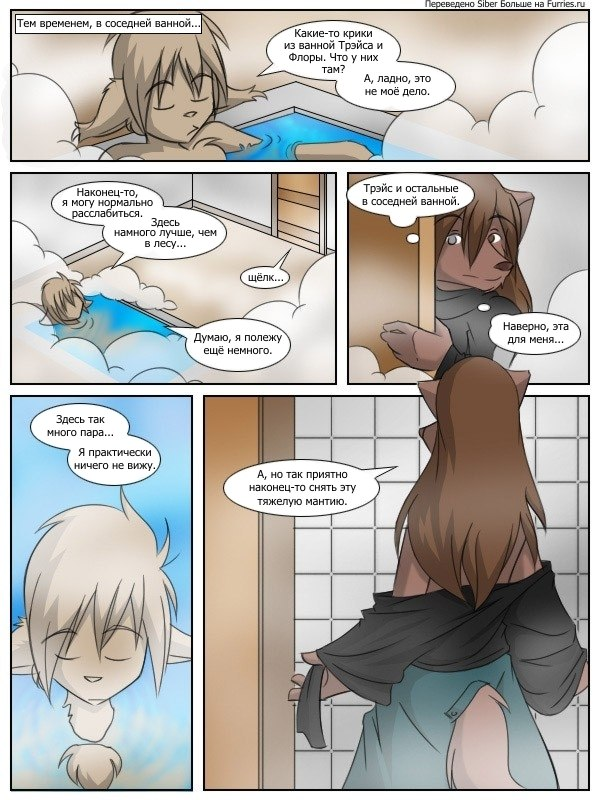 Переведено Siber Больше на Furries.ru
Тем временем, в соседней ванной...
Какие-то крики
из ванной Трэйса и
Флоры. Что у них
там?
А, ладно, это
не моё дело.
Наконец-то,
я могу нормально
расслабиться.
Здесь
намного лучше, чем
в лесу...
щёлк...
Думаю, я полежу
ещё немного.
Трэйс и остальные
в соседней ванной.
Наверно, эта
для меня...
Здесь так
много пара...
Я практически
ничего не вижу.
А, но так приятно
наконец-то снять эту
тяжелую мантию.